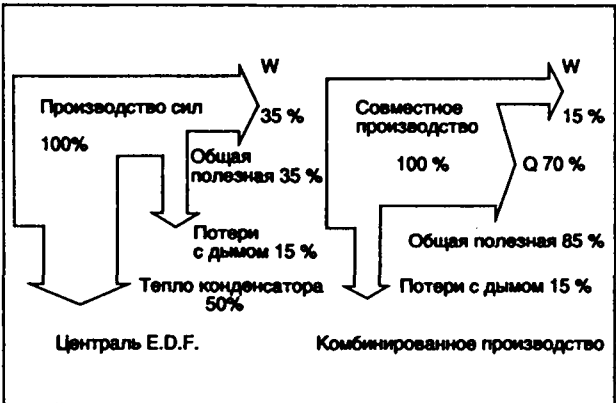 W
Производство сил
35 %
100%
Общая
полезная 35 %
Потери
с дымом 15 %
Тепло конденсатора
50%
Централь E.D.F.
W
Совместное
производство
15 %
100 %
Q 70 %
Общая полезная 85 %
Потери с дымом 15 %
Комбинированное производство